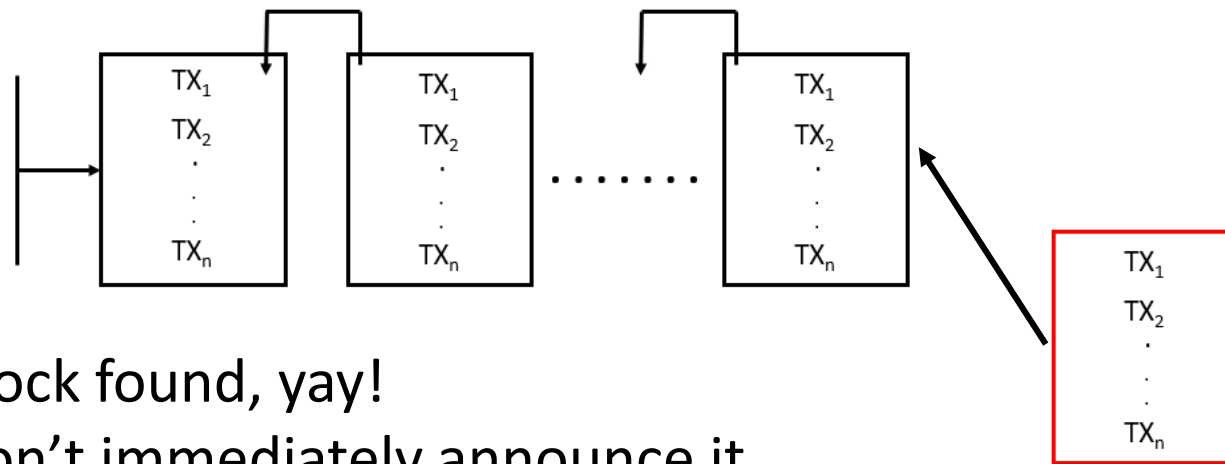 TX₁
TX₂
.
.
.
TXₙ
TX₁
TX₂
.
.
.
TXₙ
.......
TX₁
TX₂
.
.
.
TXₙ
TX₁
TX₂
.
.
.
TXₙ
ock found, yay!
on’t immediately announce it